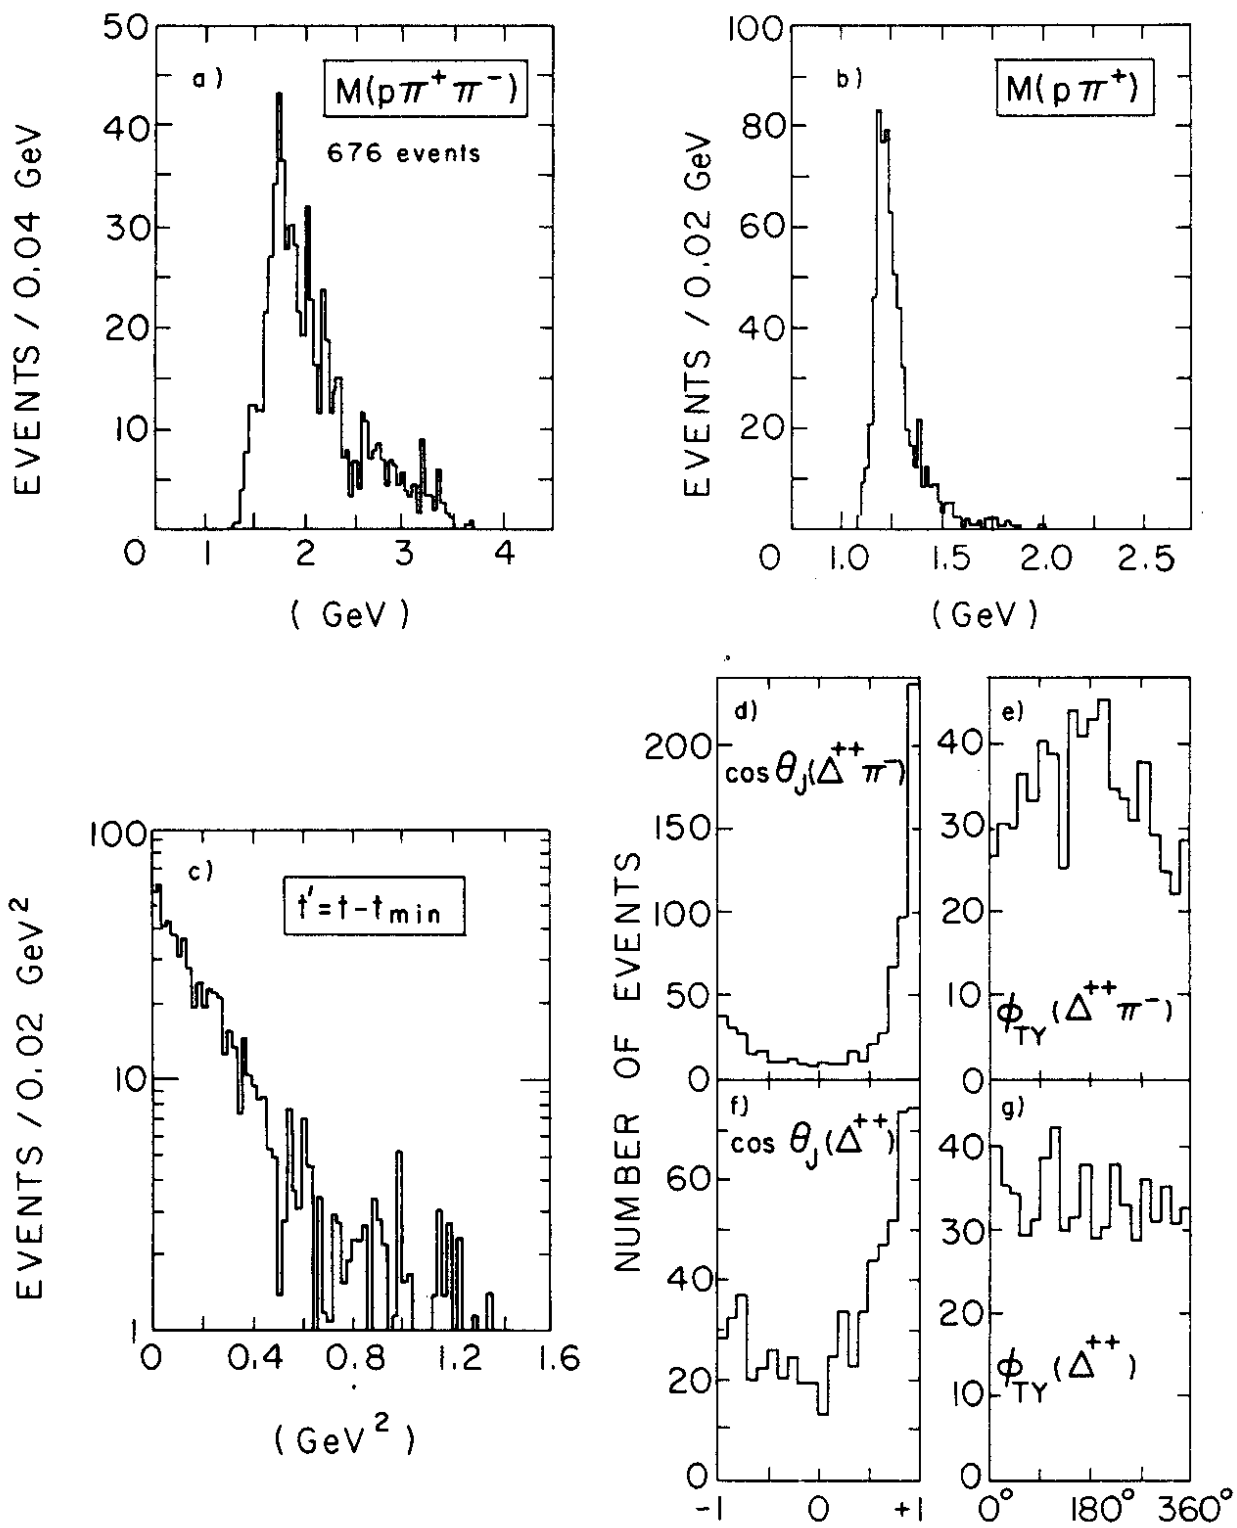 a)
M(pπ⁺π⁻)
676 events
EVENTS / 0.04 GeV
50
40
30
20
10
0
1
2
3
4
(GeV)
b)
M(pπ⁺)
EVENTS / 0.02 GeV
100
80
60
40
20
0
1.0
1.5
2.0
2.5
(GeV)
c)
t' = t - t_min
EVENTS / 0.02 GeV²
100
10
1
0
0.4
0.8
1.2
1.6
(GeV²)
NUMBER OF EVENTS
d)
cos θ_J(Δ⁺⁺π⁻)
200
150
100
50
0
e)
40
30
20
10
0
ϕ_TY(Δ⁺⁺π⁻)
f)
cos θ_J(Δ⁺⁺)
60
40
20
0
-1
0
+1
g)
40
30
20
10
0
ϕ_TY(Δ⁺⁺)
0°
180°
360°